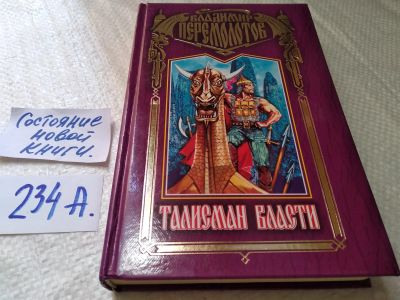 ВЛАДИМИР
ПЕРЕМОЛОТОВ
Состояние
новой
книги.
234 А.
ТАЛИСМАН ВЛАСТИ